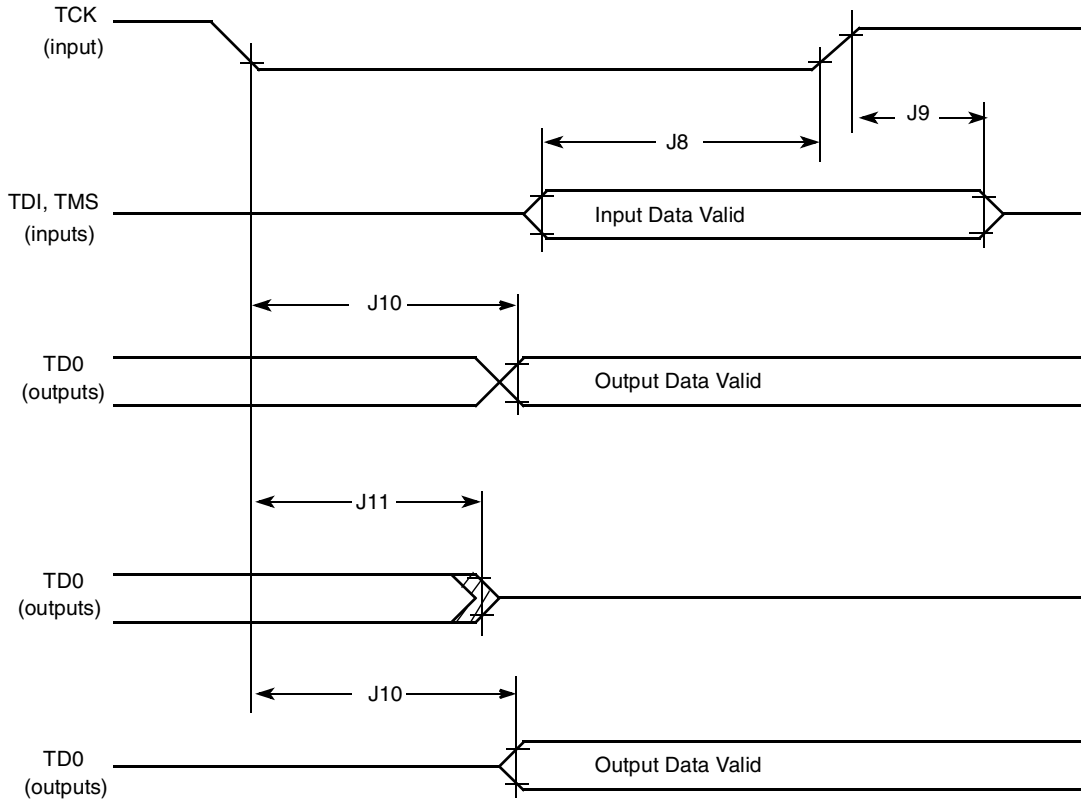 TCK
(input)
J9
J8
TDI, TMS
(inputs)
Input Data Valid
J10
TD0
(outputs)
Output Data Valid
J11
TD0
(outputs)
J10
TD0
(outputs)
Output Data Valid